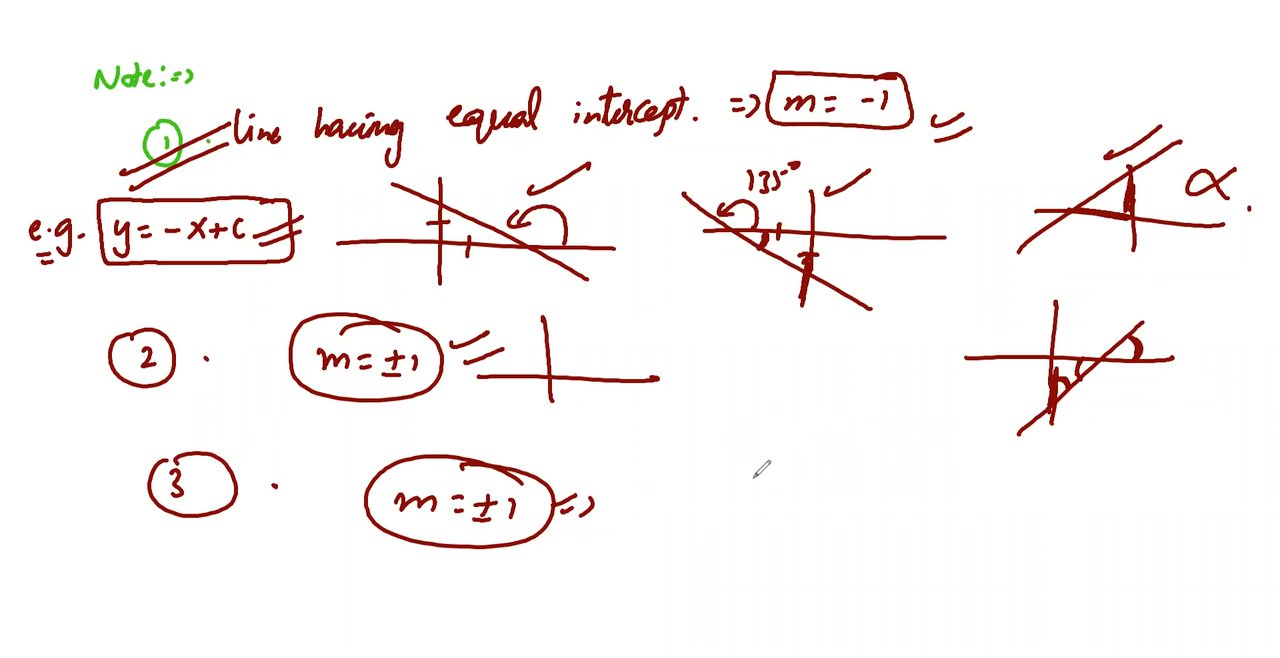 Note:=>
1. line having equal intercept. => m = -1
135°
α.
e.g. y = -x+c
2. m = ±1
3. m = ±1 =>